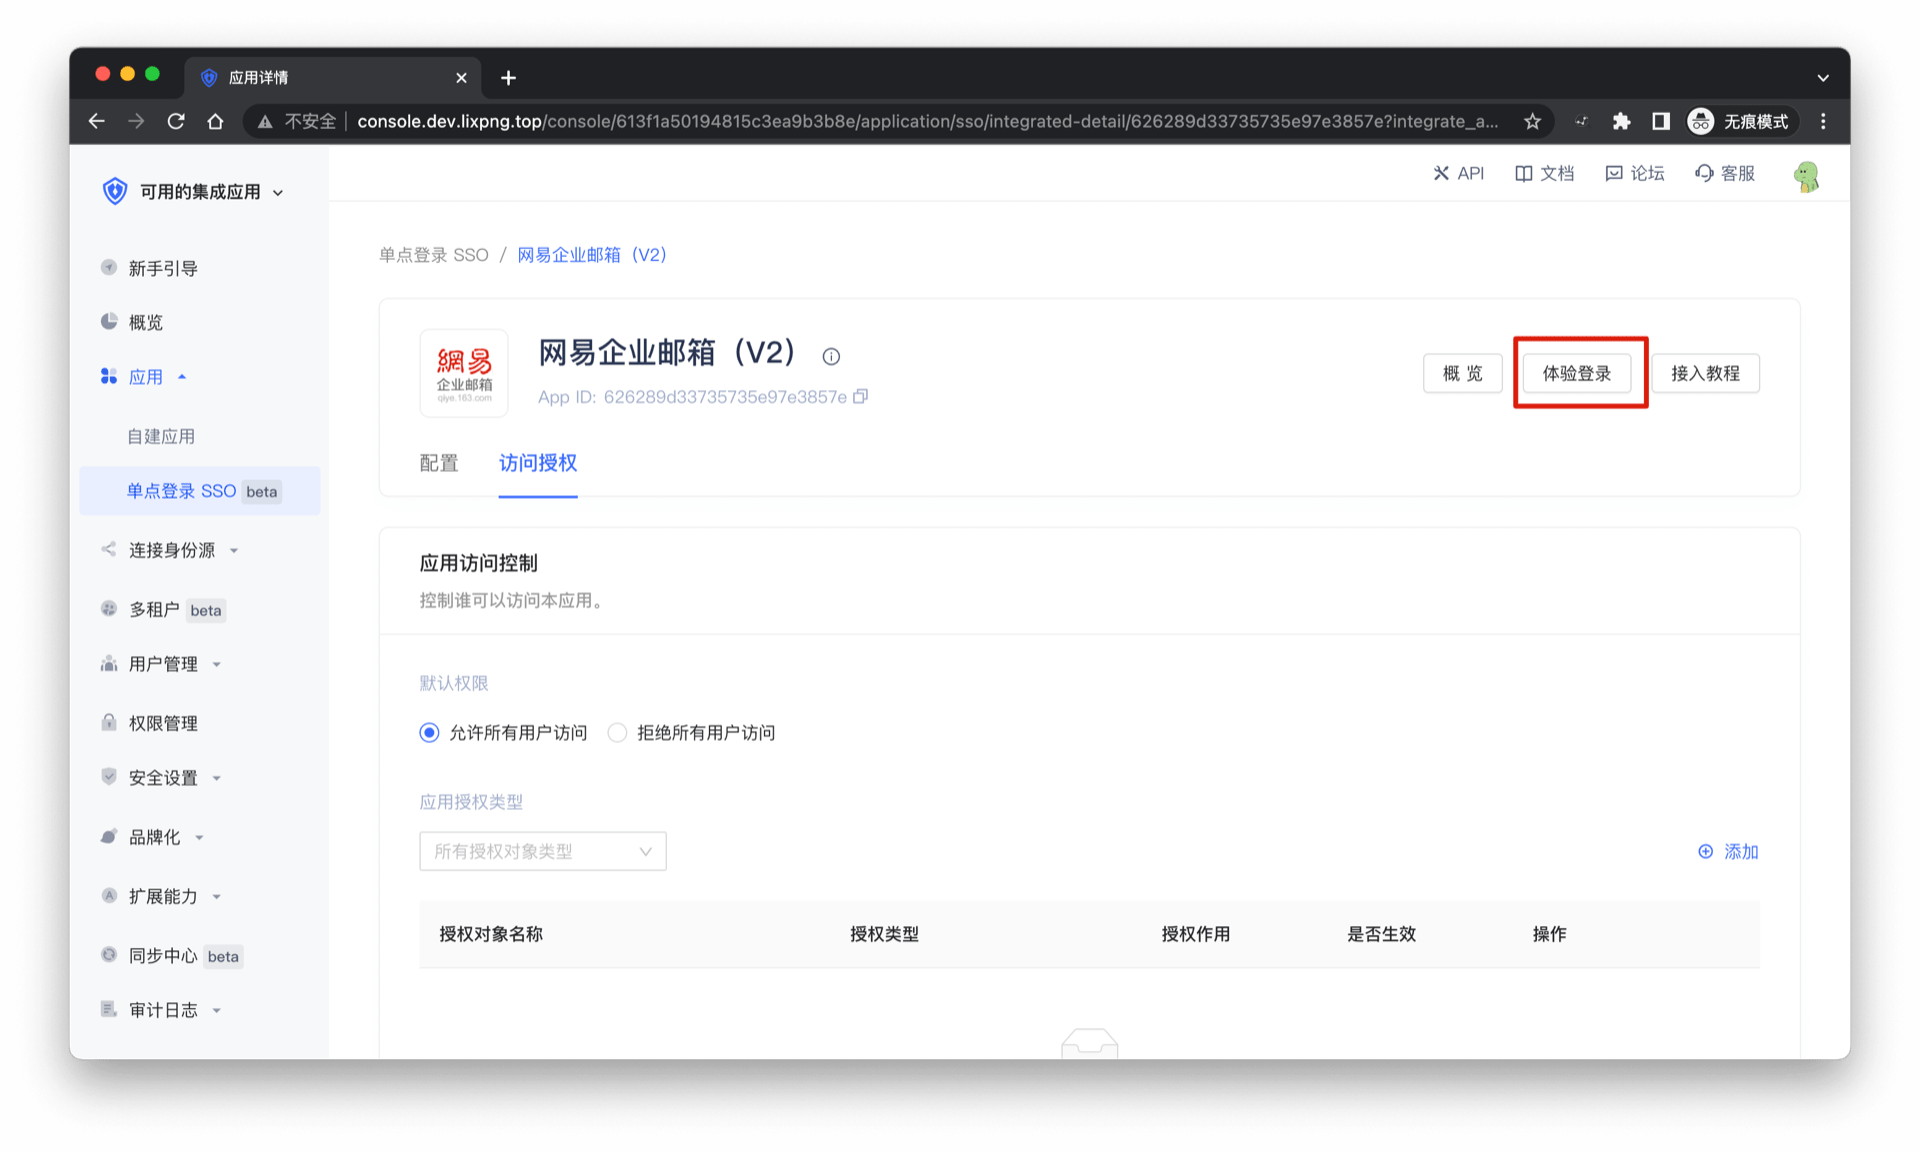 应用详情
不安全 console.dev.lixpng.top/console/613f1a50194815c3ea9b3b8e/application/sso/integrated-detail/626289d33735735e97e3857e?integrate_a...
无痕模式
可用的集成应用
API 文档 论坛 客服
新手引导
概览
应用
自建应用
单点登录 SSO beta
连接身份源
多租户 beta
用户管理
权限管理
安全设置
品牌化
扩展能力
同步中心 beta
审计日志
单点登录 SSO / 网易企业邮箱（V2）
網易
企业邮箱
qiye.163.com
网易企业邮箱（V2）
App ID: 626289d33735735e97e3857e
概 览 体验登录 接入教程
配置 访问授权
应用访问控制
控制谁可以访问本应用。
默认权限
允许所有用户访问 拒绝所有用户访问
应用授权类型
所有授权对象类型
添加
授权对象名称 授权类型 授权作用 是否生效 操作